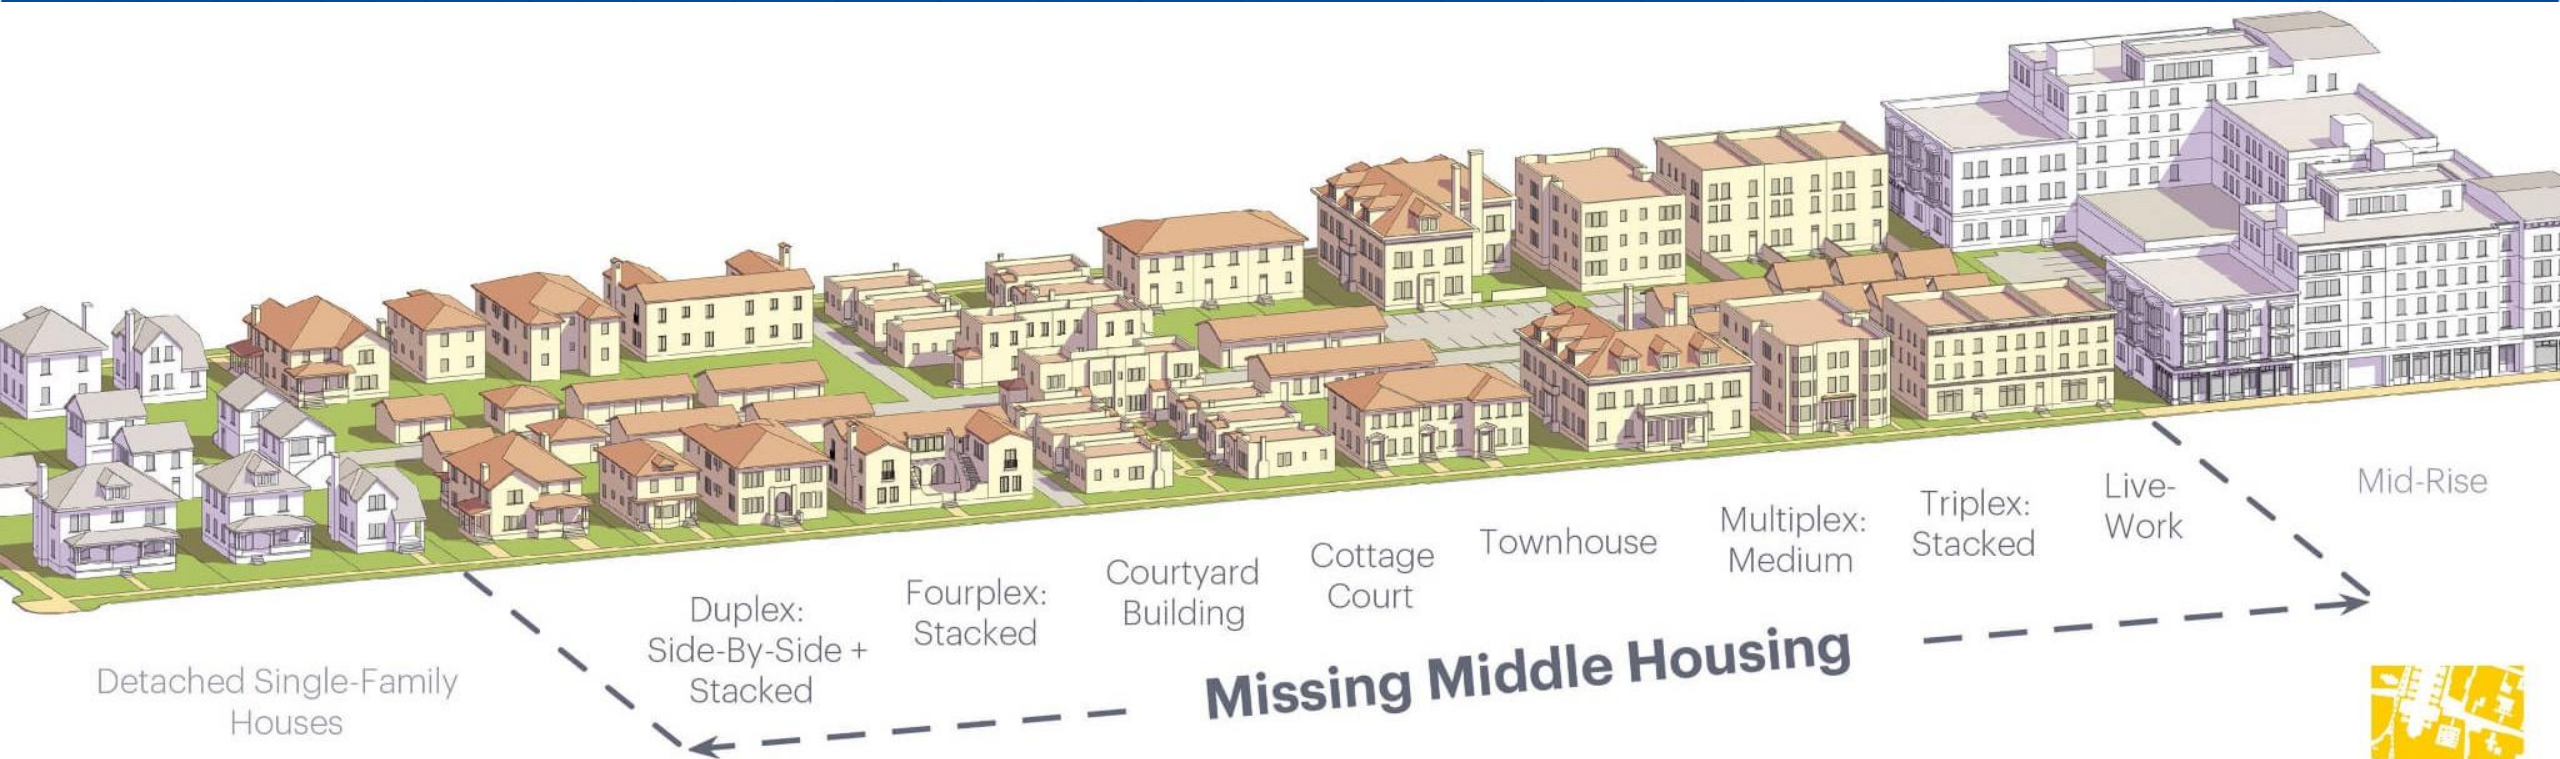 Detached Single-Family
Houses
Duplex:
Side-By-Side +
Stacked
Fourplex:
Stacked
Courtyard
Building
Cottage
Court
Townhouse
Multiplex:
Medium
Triplex:
Stacked
Live-
Work
Mid-Rise
Missing Middle Housing